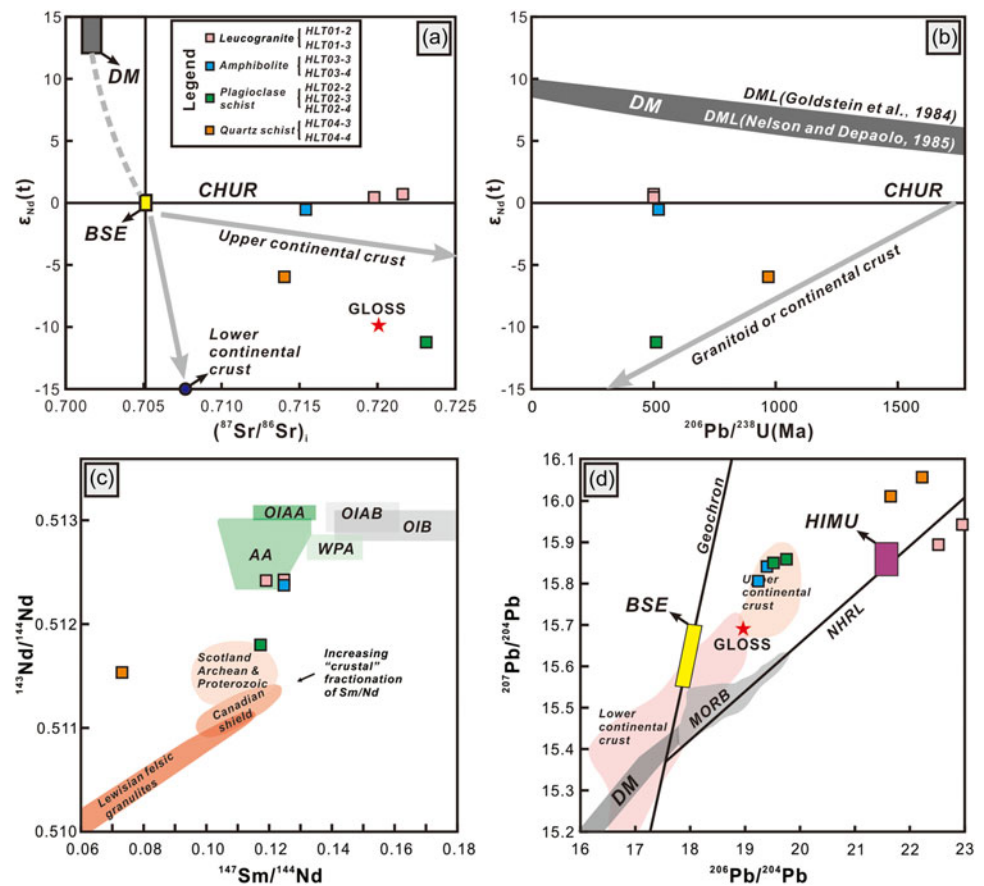 (a)
15
10
5
0
-5
-10
-15
εNd(t)
DM
Legend
Leucogranite
HLT01-2
HLT01-3
Amphibolite
HLT03-3
HLT03-4
Plagioclase
schist
HLT02-2
HLT02-3
HLT02-4
Quartz schist
HLT04-3
HLT04-4
CHUR
BSE
Upper continental crust
GLOSS
Lower
continental
crust
0.700
0.705
0.710
0.715
0.720
0.725
(87Sr/86Sr)i
(b)
15
10
5
0
-5
-10
-15
εNd(t)
DM
DML(Goldstein et al., 1984)
DML(Nelson and Depaolo, 1985)
CHUR
Granitoid or continental crust
0
500
1000
1500
206Pb/238U(Ma)
(c)
0.513
0.512
0.511
0.510
143Nd/144Nd
OIAA
OIAB
OIB
AA
WPA
Scotland
Archean &
Proterozoic
Increasing
"crustal"
fractionation
of Sm/Nd
Canadian
shield
Lewisian felsic
granulites
0.06
0.08
0.10
0.12
0.14
0.16
0.18
147Sm/144Nd
(d)
16.1
16.0
15.9
15.8
15.7
15.6
15.5
15.4
15.3
15.2
207Pb/204Pb
Geochron
HIMU
BSE
Upper
continental
crust
GLOSS
NHRL
MORB
Lower
continental
crust
DM
16
17
18
19
20
21
22
23
206Pb/204Pb